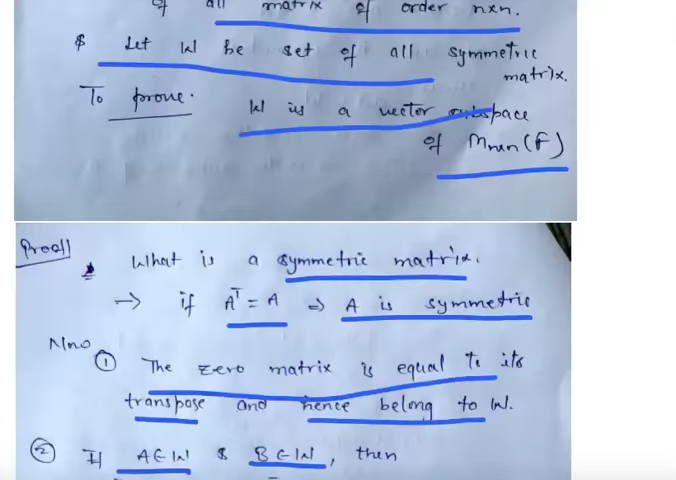 of all matrix of order nxn.
& Let W be set of all symmetric
matrix.
To prove. W is a vector subspace
of Mnxn(F)
Proof
What is a symmetric matrix.
→ if Aᵀ = A ⇒ A is symmetric
Now
① The zero matrix is equal to its
transpose and hence belong to W.
② If A∈W & B∈W, then